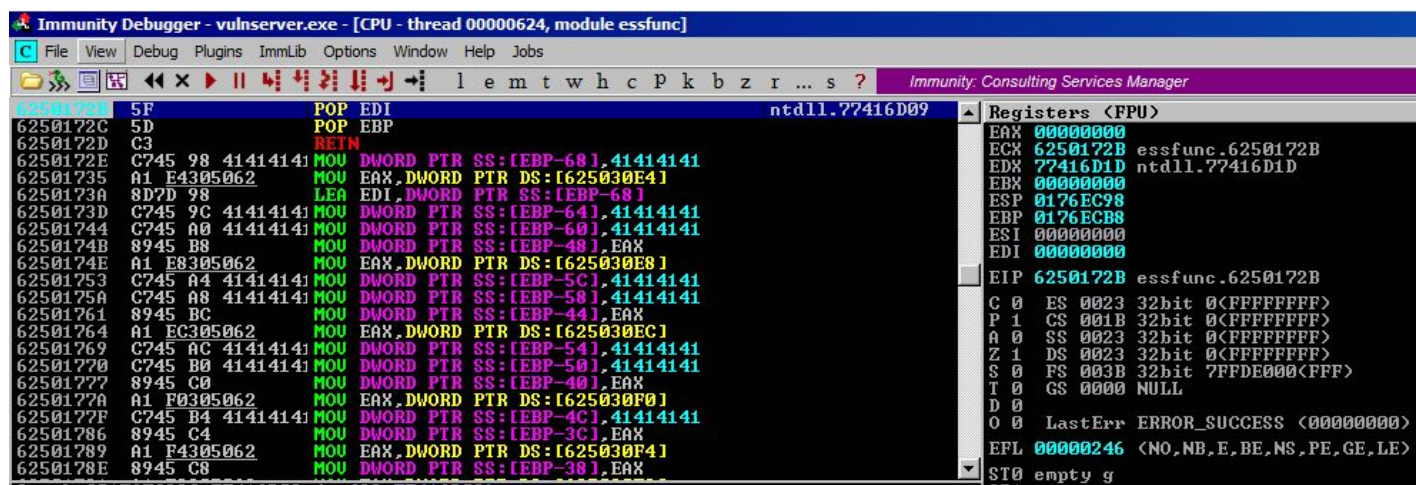 Immunity Debugger - vulnserver.exe - [CPU - thread 00000624, module essfunc]
C File View Debug Plugins ImmLib Options Window Help Jobs
l e m t w h c P k b z r ... s ? Immunity: Consulting Services Manager
6250172B 5F POP EDI ntdll.77416D09
6250172C 5D POP EBP
6250172D C3 RETN
6250172E C745 98 41414141 MOV DWORD PTR SS:[EBP-68],41414141
62501735 A1 E4305062 MOV EAX,DWORD PTR DS:[625030E4]
6250173A 8D7D 98 LEA EDI,DWORD PTR SS:[EBP-68]
6250173D C745 9C 41414141 MOV DWORD PTR SS:[EBP-64],41414141
62501744 C745 A0 41414141 MOV DWORD PTR SS:[EBP-60],41414141
6250174B 8945 B8 MOV DWORD PTR SS:[EBP-48],EAX
6250174E A1 E8305062 MOV EAX,DWORD PTR DS:[625030E8]
62501753 C745 A4 41414141 MOV DWORD PTR SS:[EBP-5C],41414141
6250175A C745 A8 41414141 MOV DWORD PTR SS:[EBP-58],41414141
62501761 8945 BC MOV DWORD PTR SS:[EBP-44],EAX
62501764 A1 EC305062 MOV EAX,DWORD PTR DS:[625030EC]
62501769 C745 AC 41414141 MOV DWORD PTR SS:[EBP-54],41414141
62501770 C745 B0 41414141 MOV DWORD PTR SS:[EBP-50],41414141
62501777 8945 C0 MOV DWORD PTR SS:[EBP-40],EAX
6250177A A1 F0305062 MOV EAX,DWORD PTR DS:[625030F0]
6250177F C745 B4 41414141 MOV DWORD PTR SS:[EBP-4C],41414141
62501786 8945 C4 MOV DWORD PTR SS:[EBP-3C],EAX
62501789 A1 F4305062 MOV EAX,DWORD PTR DS:[625030F4]
6250178E 8945 C8 MOV DWORD PTR SS:[EBP-38],EAX
Registers (FPU)
EAX 00000000
ECX 6250172B essfunc.6250172B
EDX 77416D1D ntdll.77416D1D
EBX 00000000
ESP 0176EC98
EBP 0176ECB8
ESI 00000000
EDI 00000000
EIP 6250172B essfunc.6250172B
C 0 ES 0023 32bit 0(FFFFFFFF)
P 1 CS 001B 32bit 0(FFFFFFFF)
A 0 SS 0023 32bit 0(FFFFFFFF)
Z 1 DS 0023 32bit 0(FFFFFFFF)
S 0 FS 003B 32bit 7FFDE000(FFF)
T 0 GS 0000 NULL
D 0
O 0 LastErr ERROR_SUCCESS (00000000)
EFL 00000246 (NO,NB,E,BE,NS,PE,GE,LE)
ST0 empty g